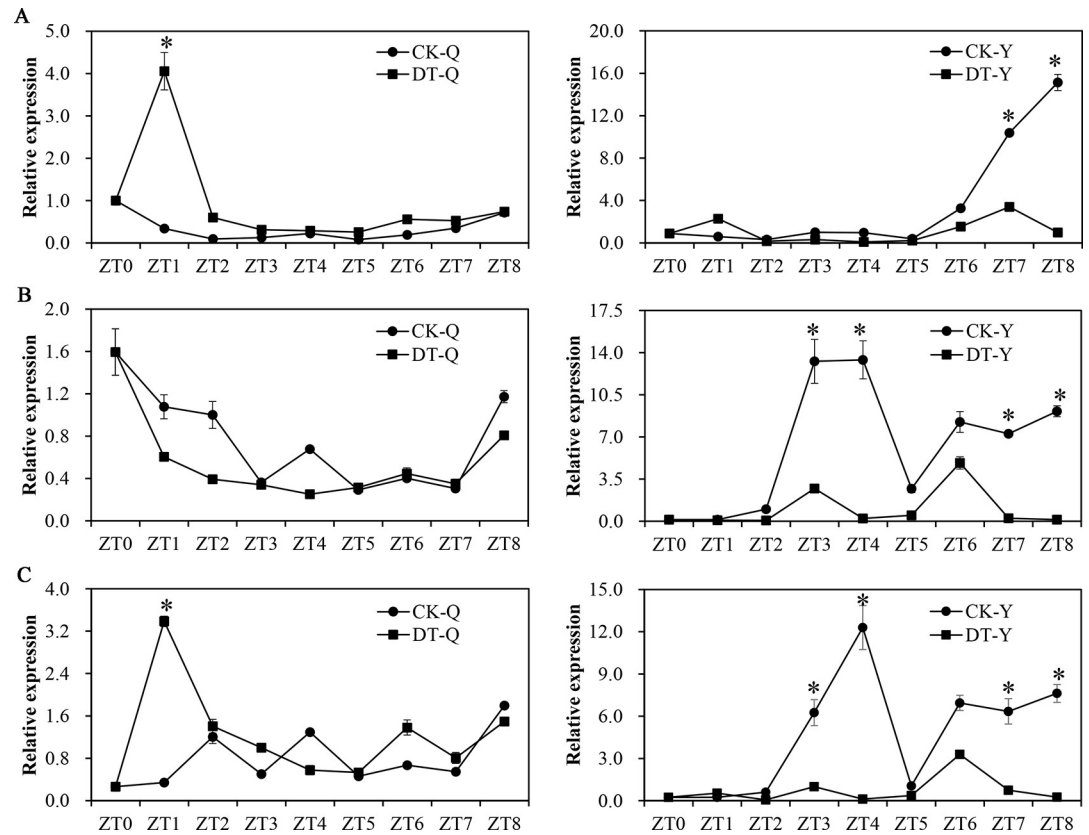 A
5.0
4.0
3.0
2.0
1.0
0.0
Relative expression
*
CK-Q
DT-Q
ZT0 ZT1 ZT2 ZT3 ZT4 ZT5 ZT6 ZT7 ZT8
20.0
16.0
12.0
8.0
4.0
0.0
Relative expression
CK-Y
DT-Y
* *
ZT0 ZT1 ZT2 ZT3 ZT4 ZT5 ZT6 ZT7 ZT8
B
2.0
1.6
1.2
0.8
0.4
0.0
Relative expression
CK-Q
DT-Q
ZT0 ZT1 ZT2 ZT3 ZT4 ZT5 ZT6 ZT7 ZT8
17.5
14.0
10.5
7.0
3.5
0.0
Relative expression
* * * *
CK-Y
DT-Y
ZT0 ZT1 ZT2 ZT3 ZT4 ZT5 ZT6 ZT7 ZT8
C
4.0
3.2
2.4
1.6
0.8
0.0
Relative expression
*
CK-Q
DT-Q
ZT0 ZT1 ZT2 ZT3 ZT4 ZT5 ZT6 ZT7 ZT8
15.0
12.0
9.0
6.0
3.0
0.0
Relative expression
* * * *
CK-Y
DT-Y
ZT0 ZT1 ZT2 ZT3 ZT4 ZT5 ZT6 ZT7 ZT8